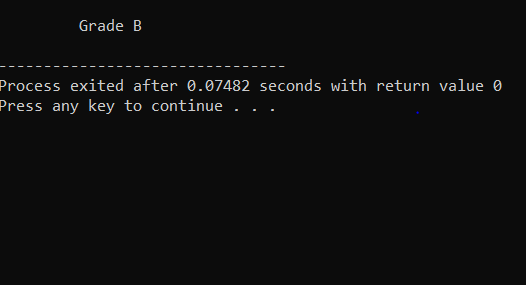 Grade B
--------------------------------
Process exited after 0.07482 seconds with return value 0
Press any key to continue . . .